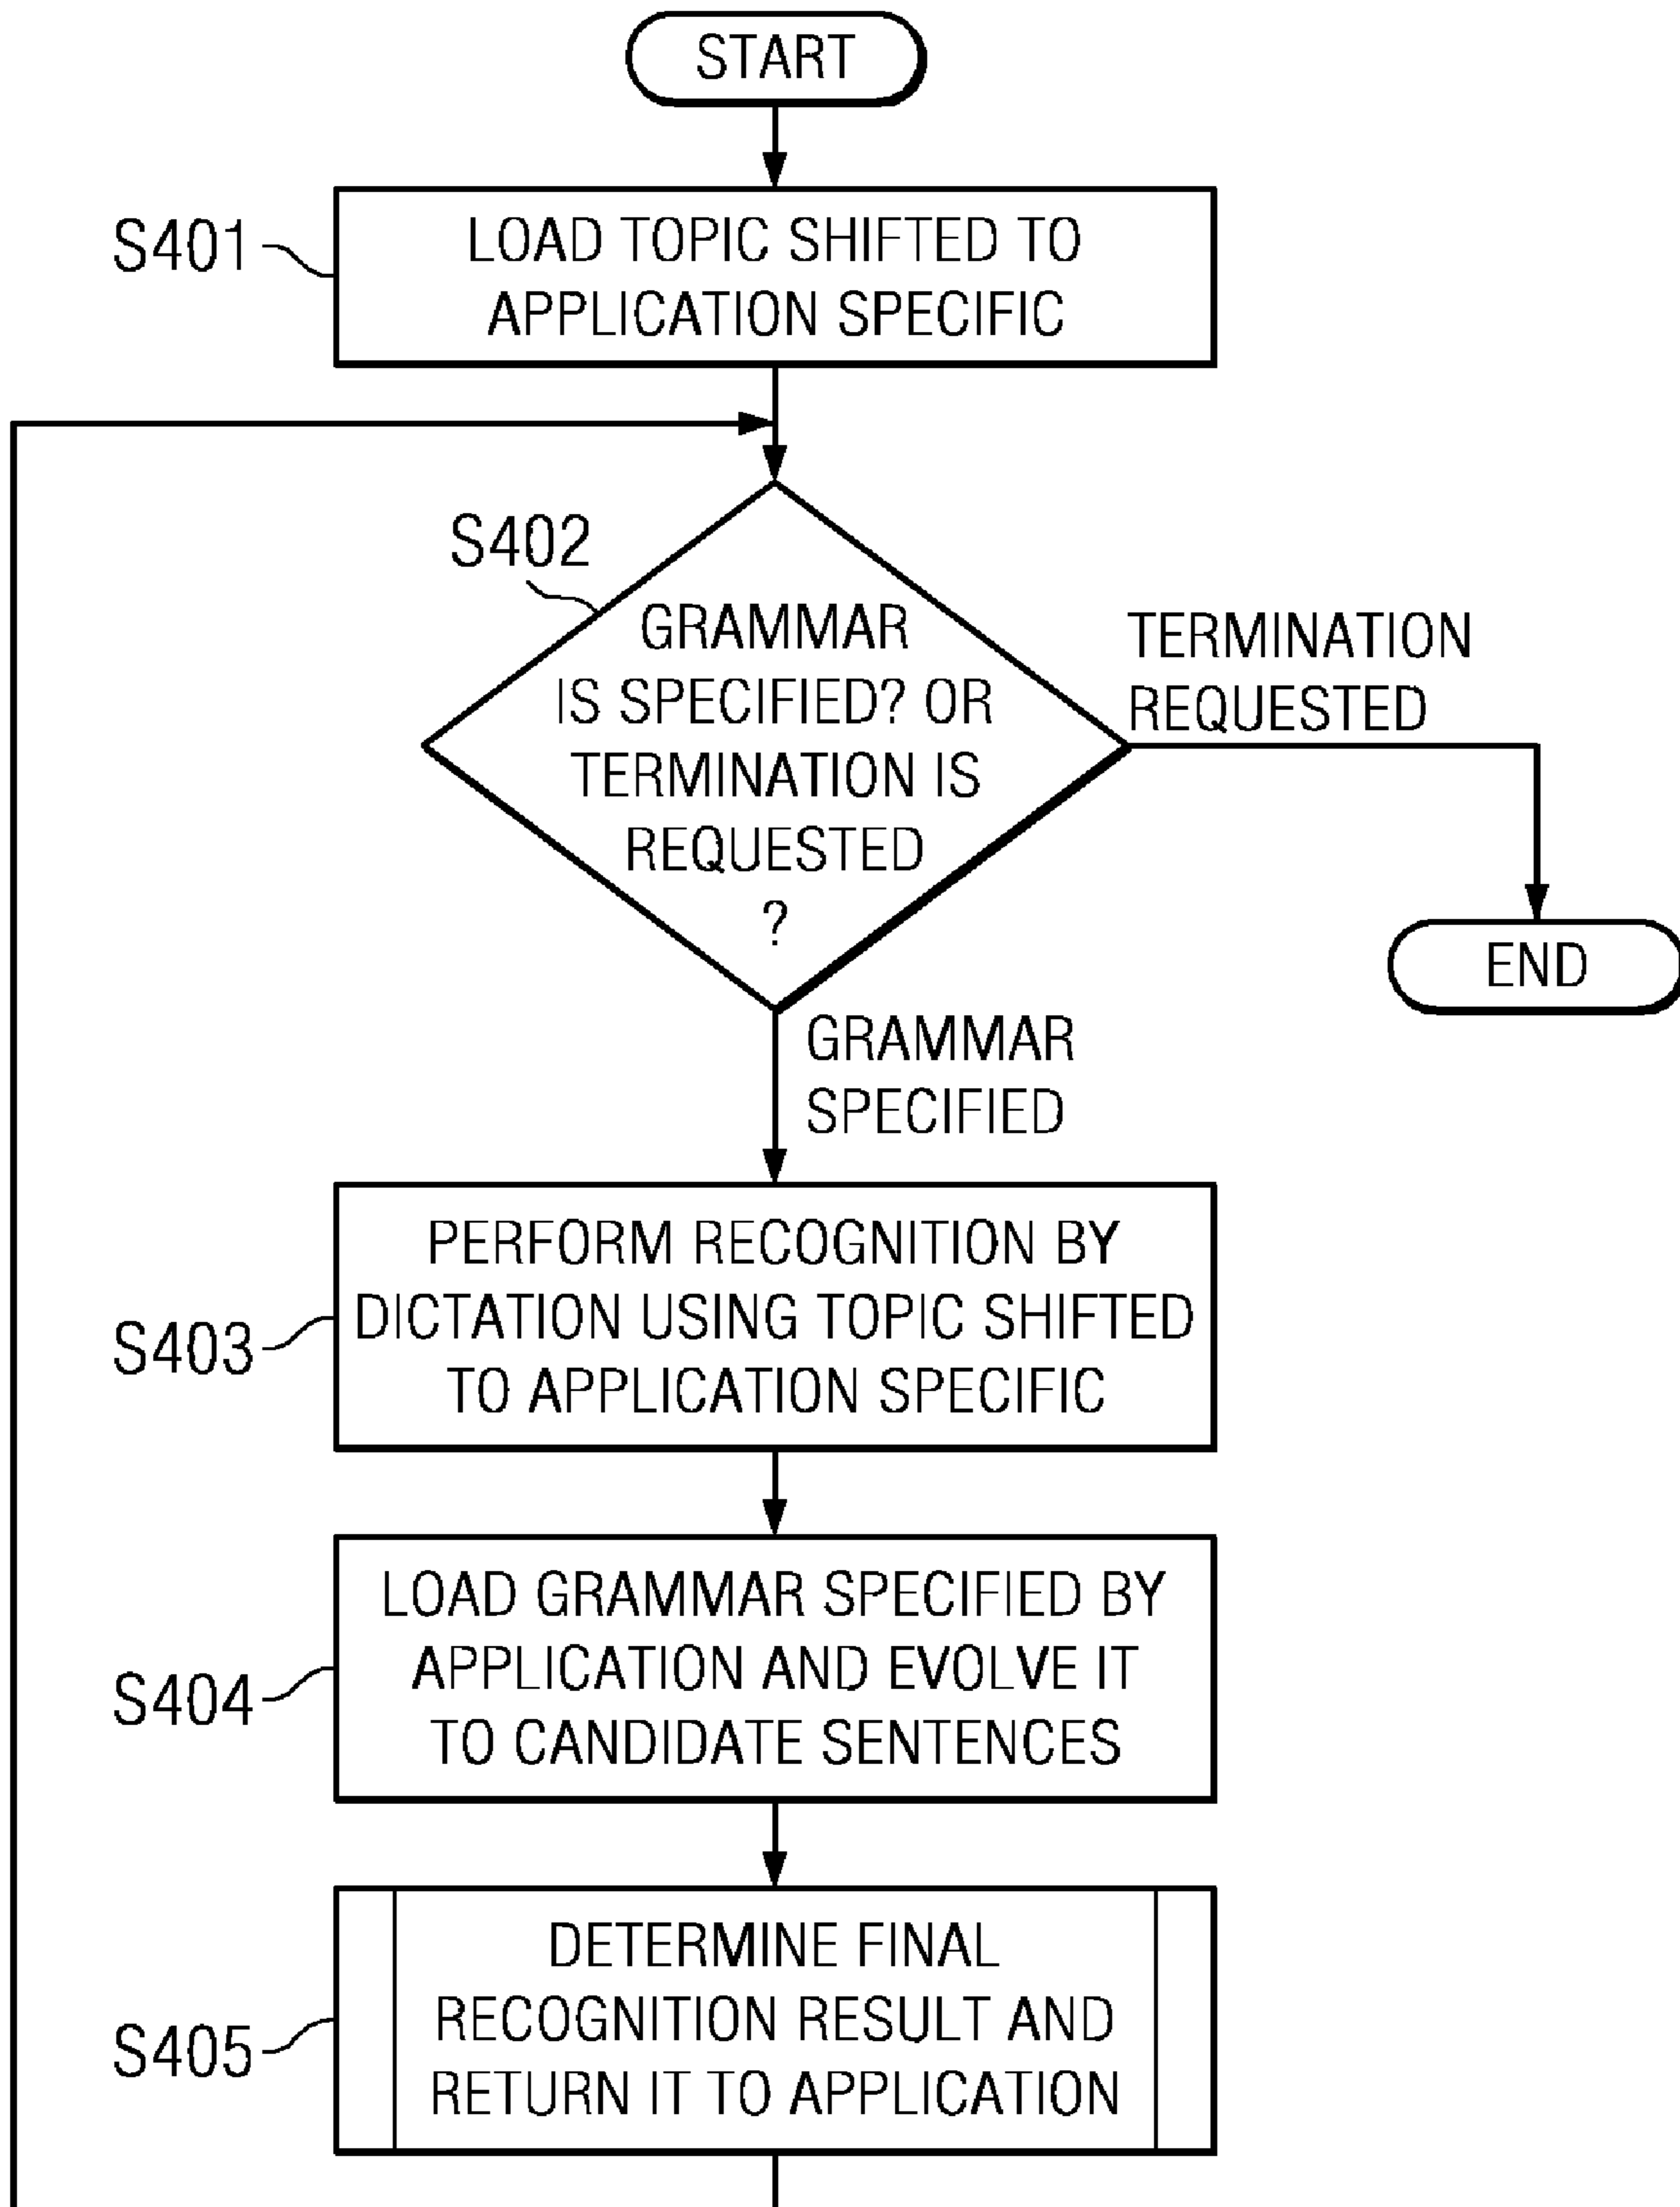 START
S401
LOAD TOPIC SHIFTED TO
APPLICATION SPECIFIC
S402
GRAMMAR
IS SPECIFIED? OR
TERMINATION IS
REQUESTED
?
TERMINATION
REQUESTED
END
GRAMMAR
SPECIFIED
S403
PERFORM RECOGNITION BY
DICTATION USING TOPIC SHIFTED
TO APPLICATION SPECIFIC
S404
LOAD GRAMMAR SPECIFIED BY
APPLICATION AND EVOLVE IT
TO CANDIDATE SENTENCES
S405
DETERMINE FINAL
RECOGNITION RESULT AND
RETURN IT TO APPLICATION